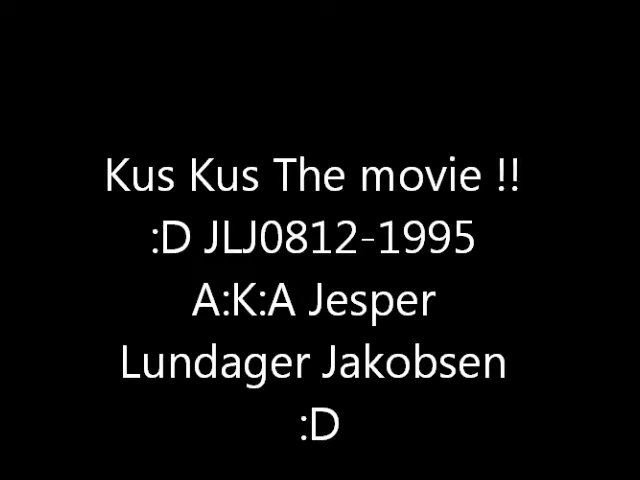 Kus Kus The movie !!
:D JLJ0812-1995
A:K:A Jesper
Lundager Jakobsen
:D